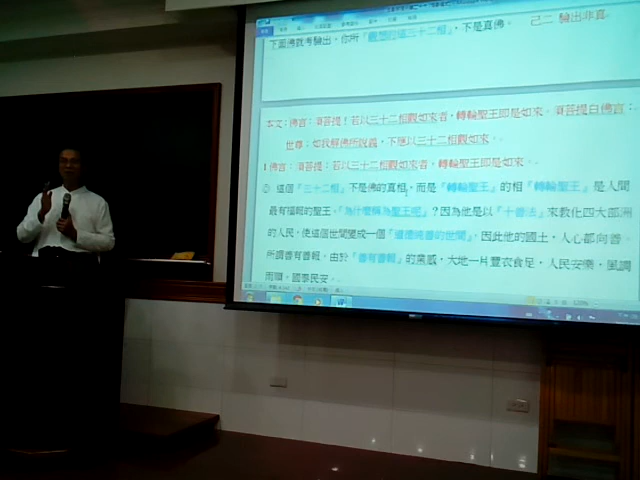 下面佛我考驗出，你所『觀想的這三十二相』，不是真佛。 己二 驗出非真
本文：佛言：須菩提！若以三十二相觀如來者，轉輪聖王即是如來。須菩提白佛言：
世尊：如我解佛所說義，不應以三十二相觀如來。
1 佛言：須菩提：若以三十二相觀如來者，轉輪聖王即是如來。
這個『三十二相』不是佛的真相，而是『轉輪聖王』的相『轉輪聖王』是人間
最有福報的聖王。『為什麼稱為聖王呢』？因為他是以『十善法』來教化四大部洲
的人民，使這個世間變成一個『道德純善的世間』，因此他的國土，人心都向善。
所謂善有善報，由於『善有善報』的業感，大地一片豐衣食足，人民安樂，風調
雨順，國泰民安。